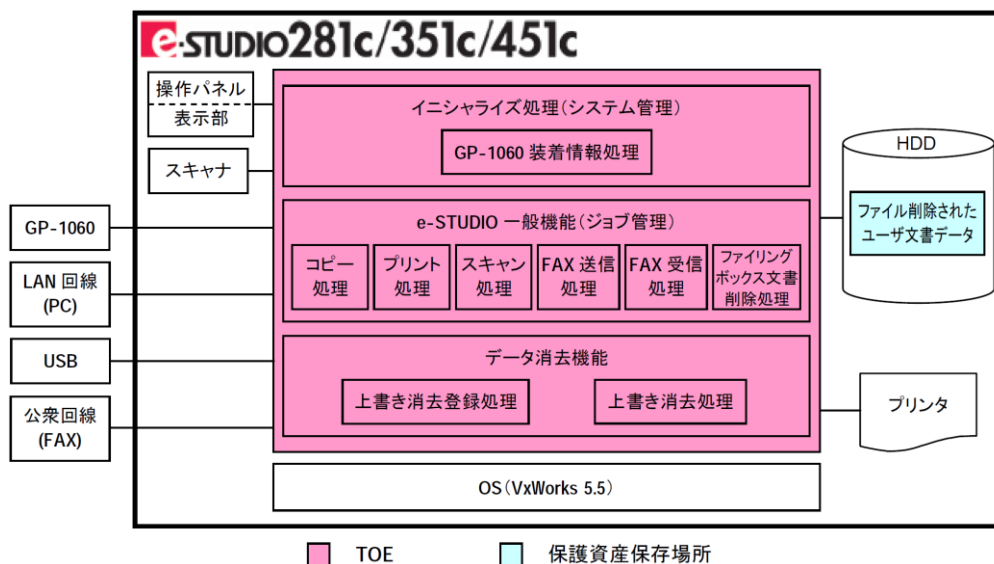 e-STUDIO281c/351c/451c
操作パネル
表示部
スキャナ
GP-1060
LAN 回線
(PC)
USB
公衆回線
(FAX)
イニシャライズ処理(システム管理)
GP-1060 装着情報処理
e-STUDIO 一般機能(ジョブ管理)
コピー
処理
プリント
処理
スキャン
処理
FAX 送信
処理
FAX 受信
処理
ファイリング
ボックス文書
削除処理
データ消去機能
上書き消去登録処理
上書き消去処理
OS(VxWorks 5.5)
HDD
ファイル削除された
ユーザ文書データ
プリンタ
TOE
保護資産保存場所